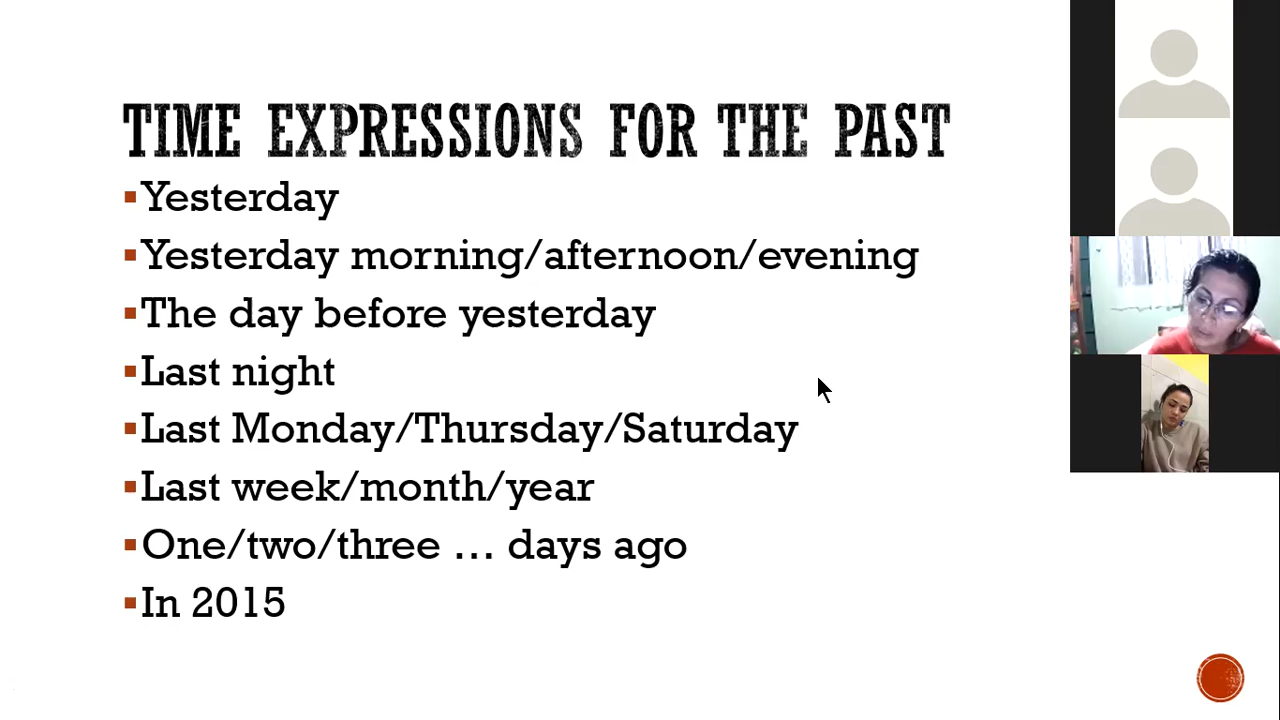 TIME EXPRESSIONS FOR THE PAST
Yesterday
Yesterday morning/afternoon/evening
The day before yesterday
Last night
Last Monday/Thursday/Saturday
Last week/month/year
One/two/three … days ago
In 2015